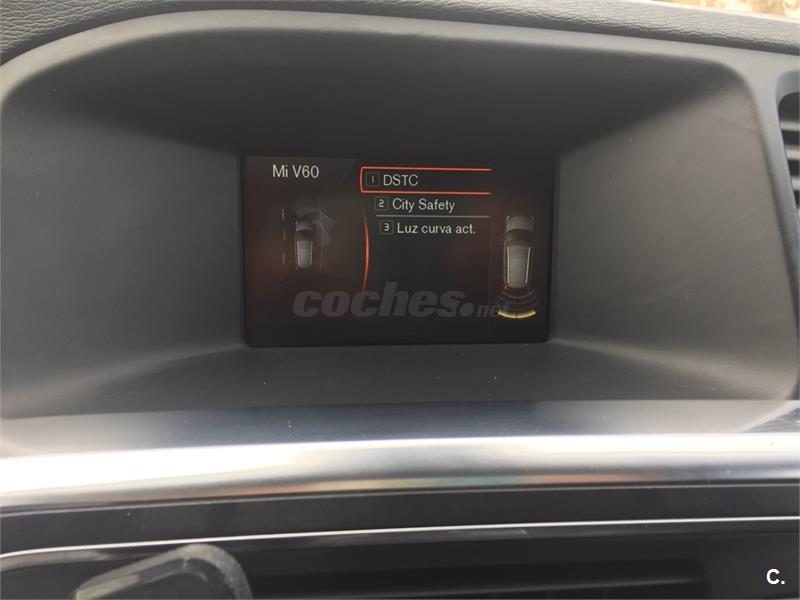 Mi V60
1 DSTC
2 City Safety
3 Luz curva act.
coches.net
C.